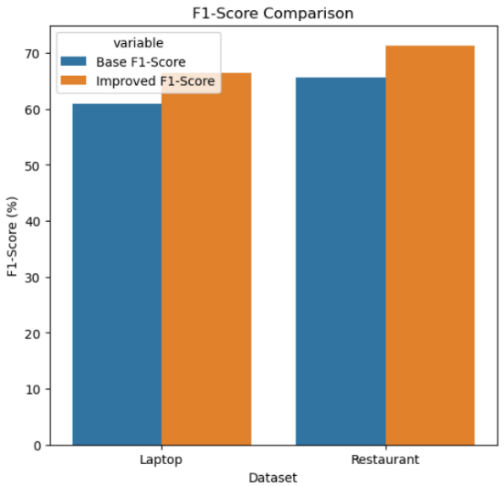 F1-Score Comparison
variable
Base F1-Score
Improved F1-Score
F1-Score (%)
70
60
50
40
30
20
10
0
Laptop
Restaurant
Dataset